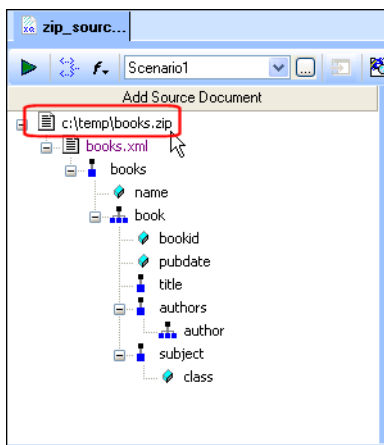 zip_sourc...
f.
Scenario1
...
Add Source Document
c:\temp\books.zip
books.xml
books
name
book
bookid
pubdate
title
authors
author
subject
class